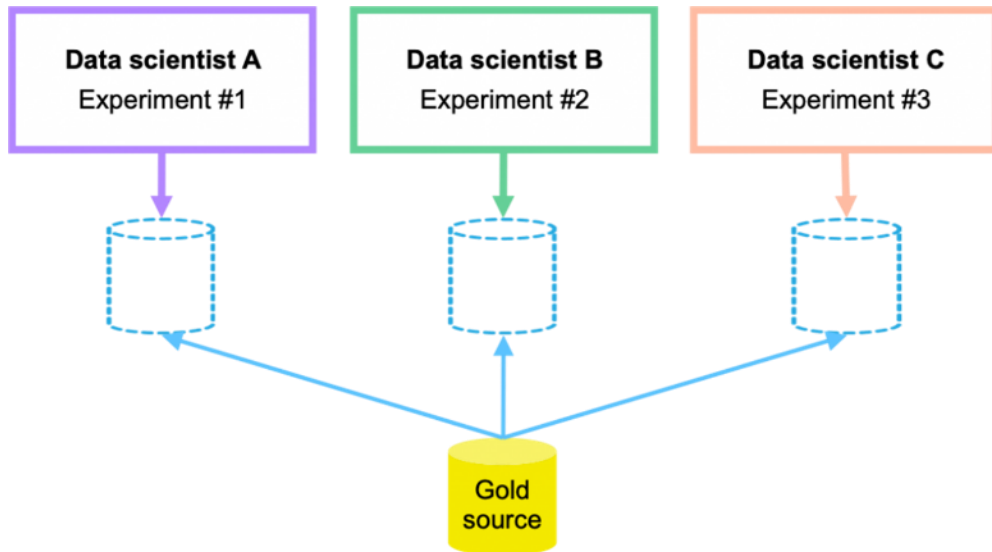 Data scientist A
Experiment #1
Data scientist B
Experiment #2
Data scientist C
Experiment #3
Gold
source